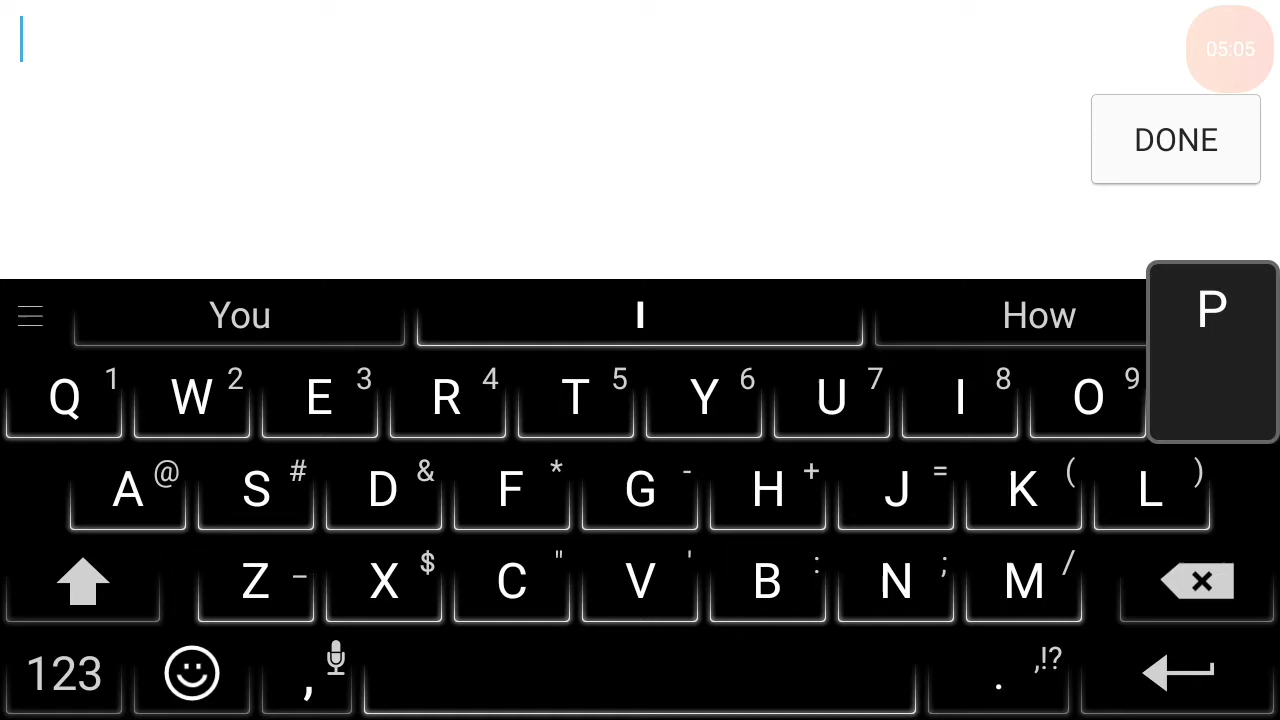 05:05
DONE
You I How
P
Q 1 W 2 E 3 R 4 T 5 Y 6 U 7 I 8 O 9
A @ S # D & F * G - H + J = K ( L )
Z _ X $ C " V ' B : N ; M /
123 , . ,!?